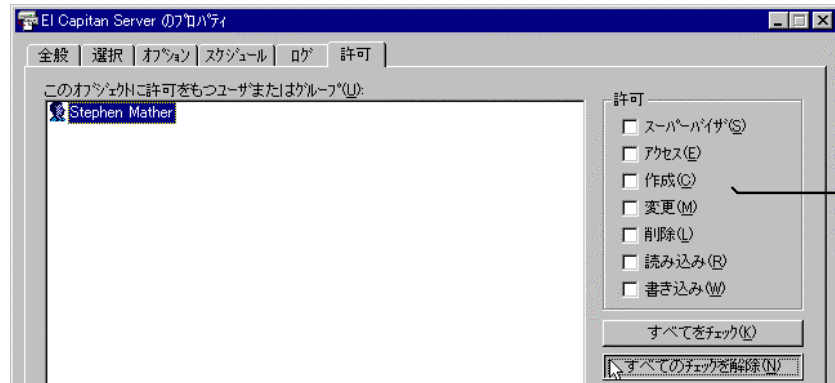 El Capitan Server のプロパティ
全般 選択 オプション スケジュール ログ 許可
このオブジェクトに許可をもつユーザまたはグループ(U):
Stephen Mather
許可
スーパーバイザ(S)
アクセス(E)
作成(C)
変更(M)
削除(L)
読み込み(R)
書き込み(W)
すべてをチェック(K)
すべてのチェックを解除(N)